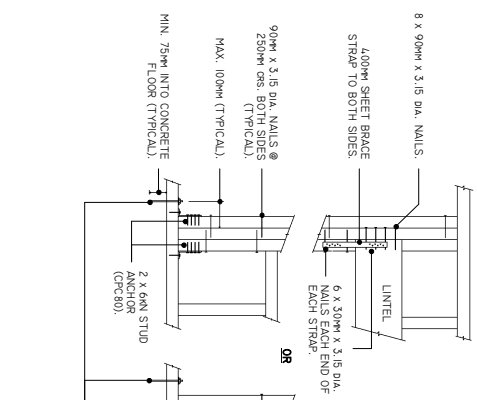 8 x 90MM x 3.15 DIA. NAILS.
400MM SHEET BRACE
STRAP TO BOTH SIDES.
90MM x 3.15 DIA. NAILS @
250MM CRS. BOTH SIDES
(TYPICAL).
MAX. 100MM (TYPICAL).
MIN. 75MM INTO CONCRETE
FLOOR (TYPICAL).
LINTEL
6 x 30MM x 3.15 DIA.
NAILS EACH END OF
EACH STRAP.
2 x 6KN STUD
ANCHOR
(CPC80).
OR